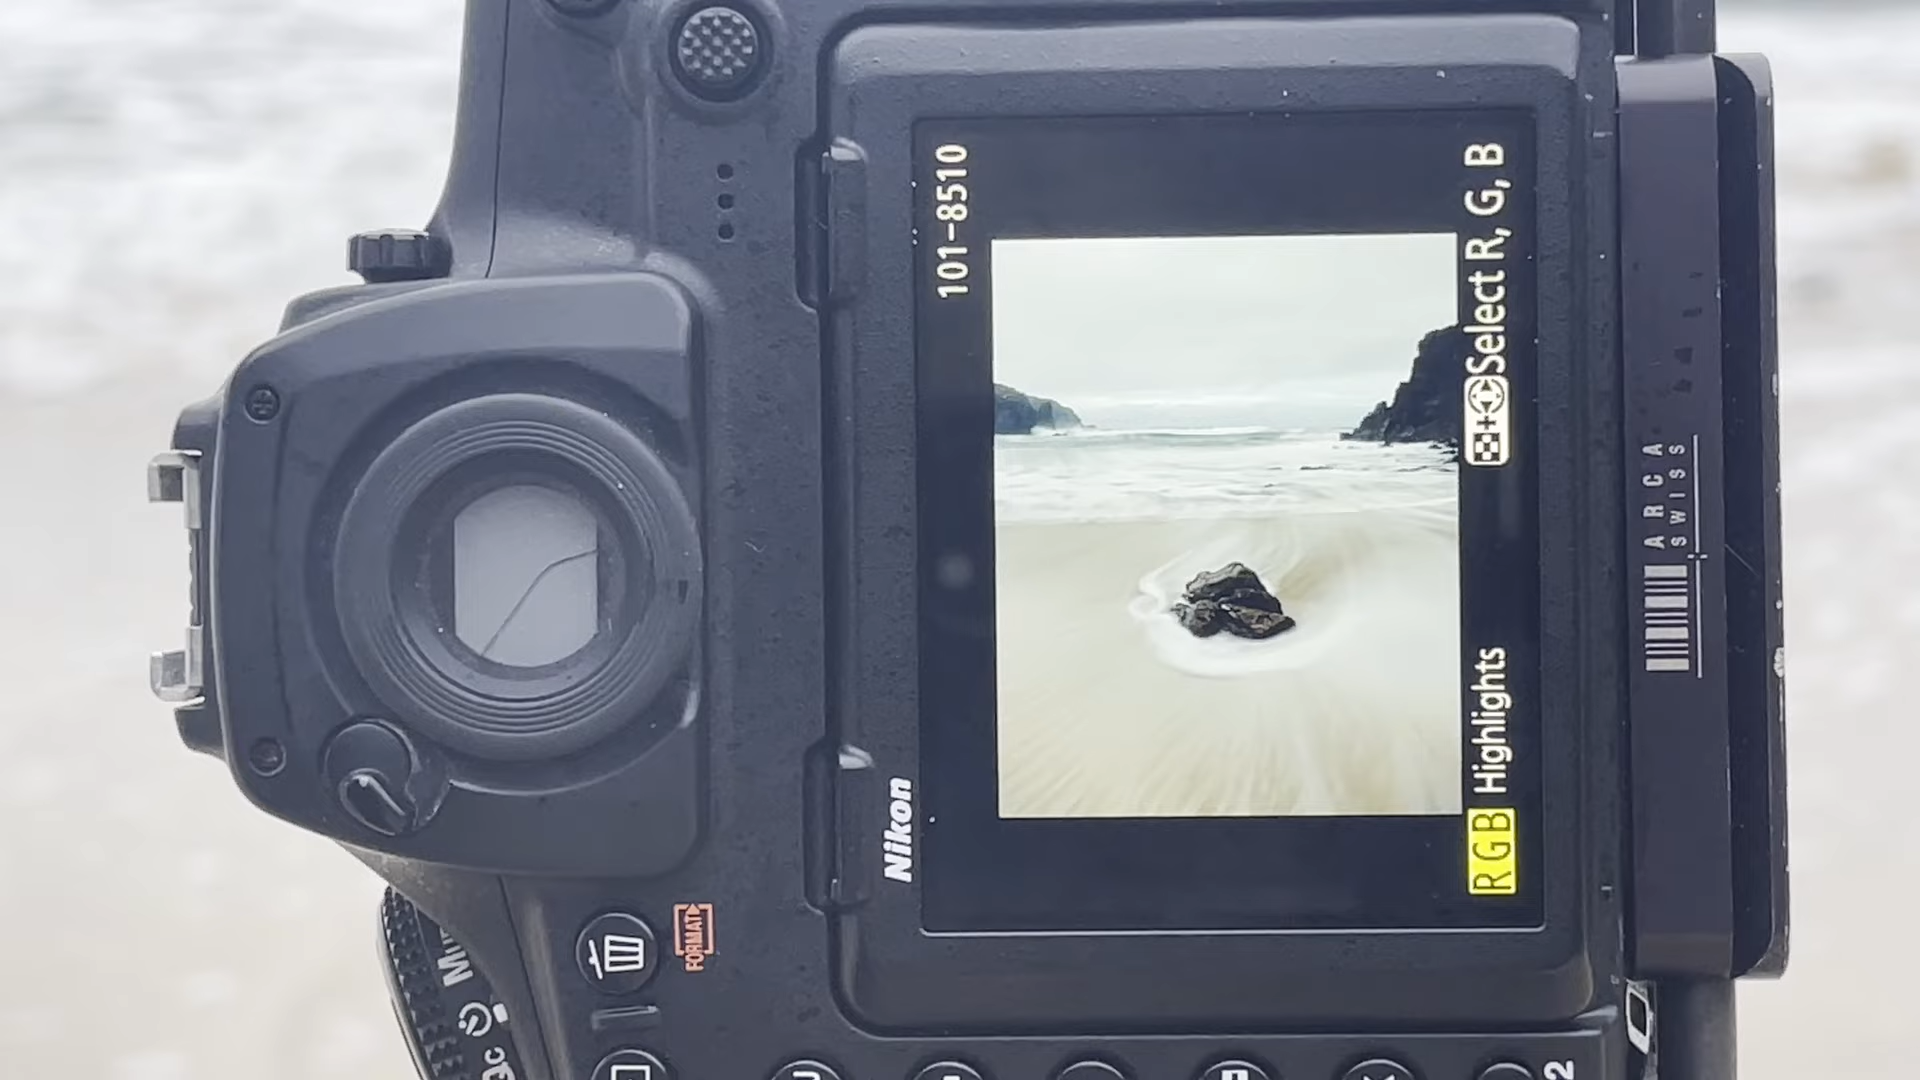 101-8510
Select R, G, B
Highlights
RGB
Nikon
FORMAT
ARCA
SWISS